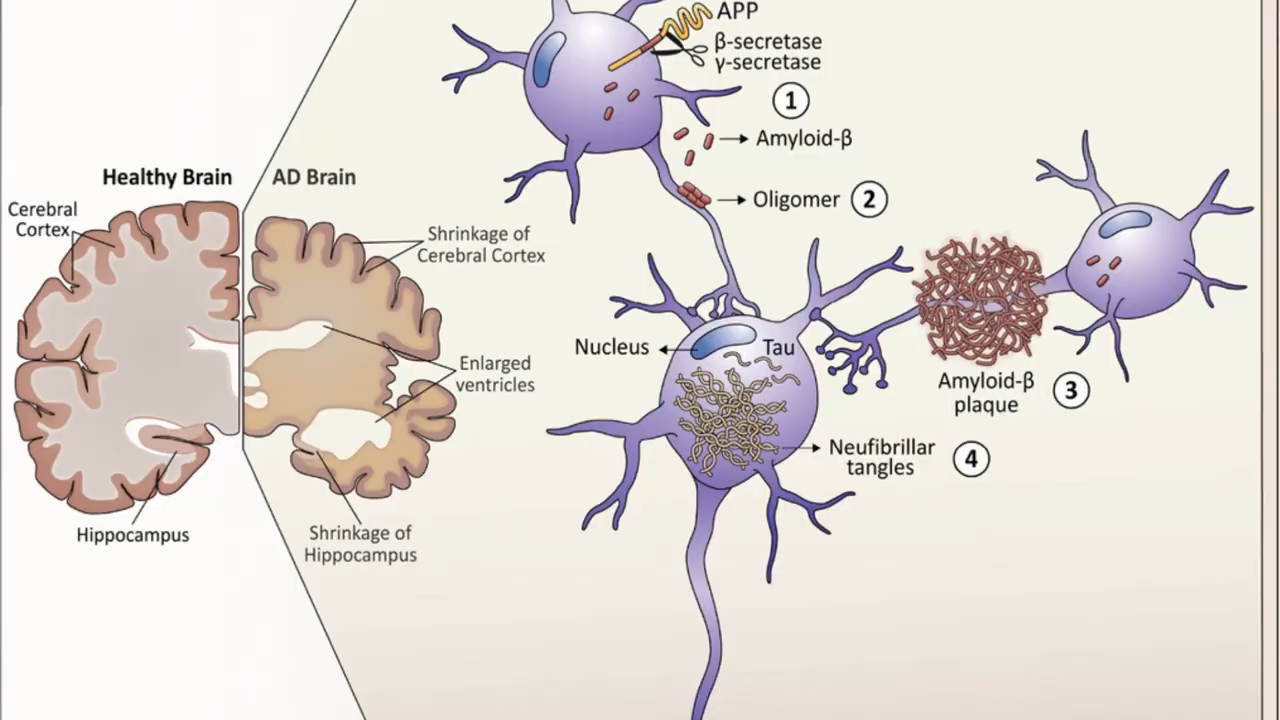 APP
β-secretase
γ-secretase
1
Amyloid-β
Oligomer 2
Healthy Brain
AD Brain
Cerebral
Cortex
Shrinkage of
Cerebral Cortex
Enlarged
ventricles
Hippocampus
Shrinkage of
Hippocampus
Nucleus
Tau
Amyloid-β
plaque
3
Neufibrillar
tangles
4